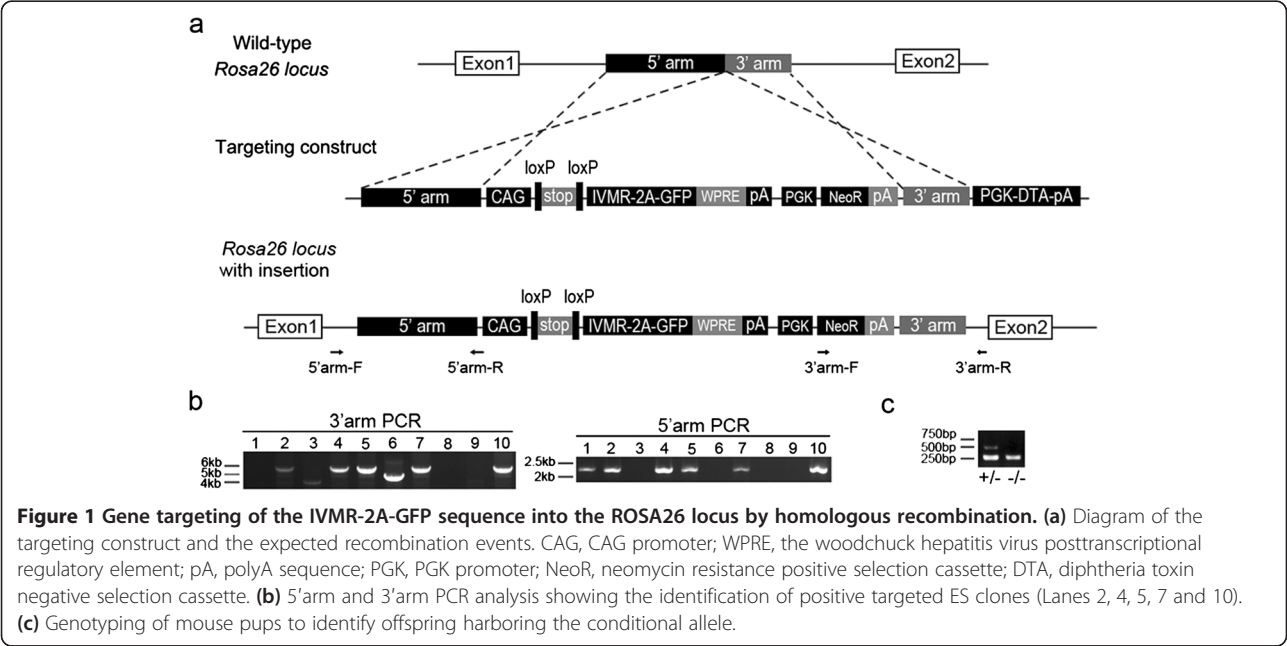 a
Wild-type
Rosa26 locus
Exon1
5' arm
3' arm
Exon2
Targeting construct
loxP loxP
5' arm CAG stop IVMR-2A-GFP WPRE pA PGK NeoR pA 3' arm PGK-DTA-pA
Rosa26 locus
with insertion
loxP loxP
Exon1 5' arm CAG stop IVMR-2A-GFP WPRE pA PGK NeoR pA 3' arm Exon2
5'arm-F 5'arm-R 3'arm-F 3'arm-R
b
3'arm PCR
1 2 3 4 5 6 7 8 9 10
6kb
5kb
4kb
5'arm PCR
1 2 3 4 5 6 7 8 9 10
2.5kb
2kb
c
750bp
500bp
250bp
+/- -/-
Figure 1 Gene targeting of the IVMR-2A-GFP sequence into the ROSA26 locus by homologous recombination. (a) Diagram of the
targeting construct and the expected recombination events. CAG, CAG promoter; WPRE, the woodchuck hepatitis virus posttranscriptional
regulatory element; pA, polyA sequence; PGK, PGK promoter; NeoR, neomycin resistance positive selection cassette; DTA, diphtheria toxin
negative selection cassette. (b) 5′arm and 3′arm PCR analysis showing the identification of positive targeted ES clones (Lanes 2, 4, 5, 7 and 10).
(c) Genotyping of mouse pups to identify offspring harboring the conditional allele.